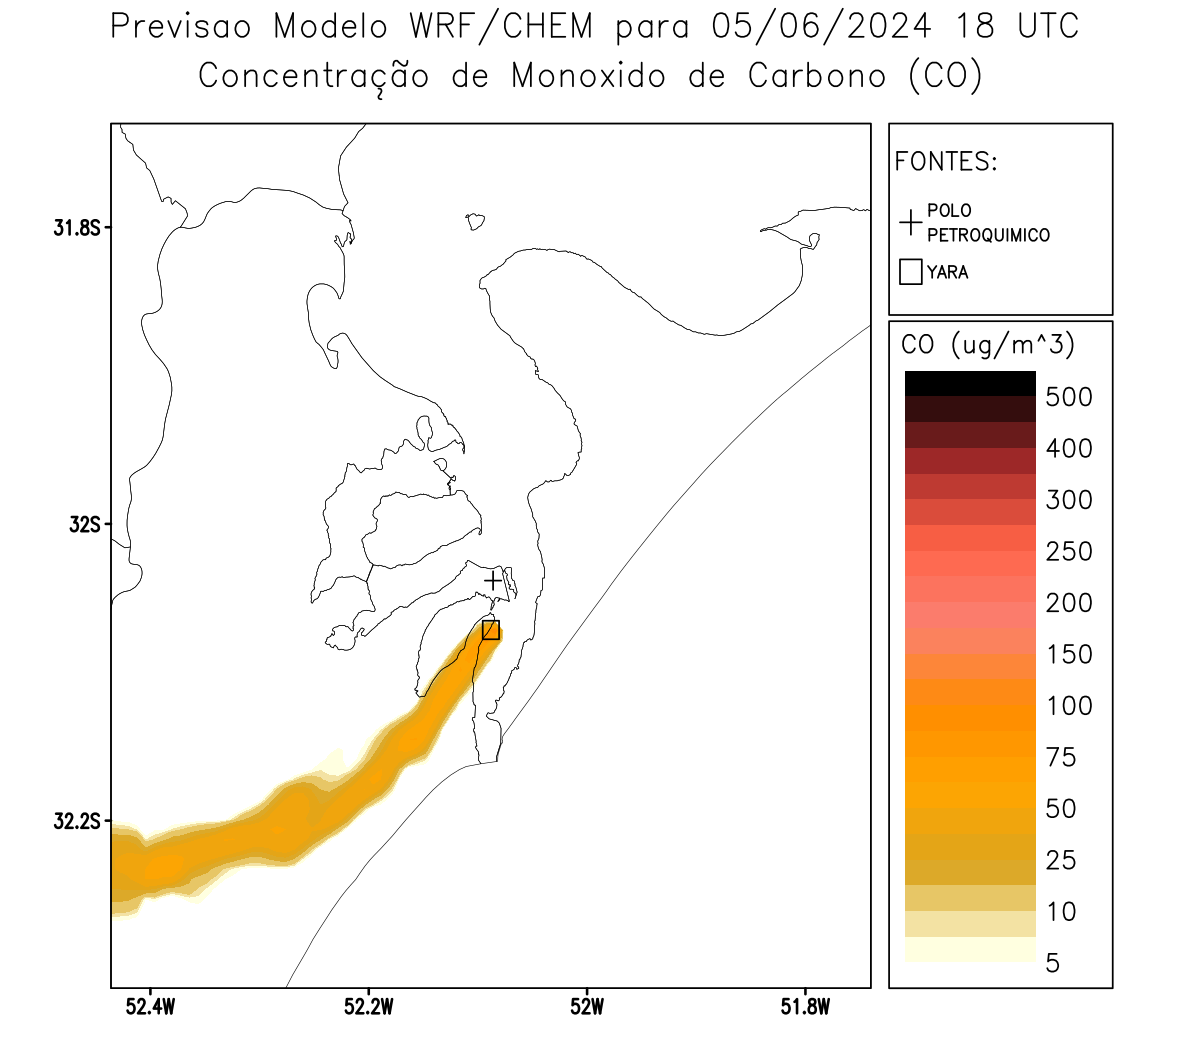 Previsao Modelo WRF/CHEM para 05/06/2024 18 UTC
Concentração de Monoxido de Carbono (CO)
FONTES:
POLO
PETROQUIMICO
YARA
CO (ug/m^3)
500
400
300
250
200
150
100
75
50
25
10
5
31.8S
32S
32.2S
52.4W
52.2W
52W
51.8W